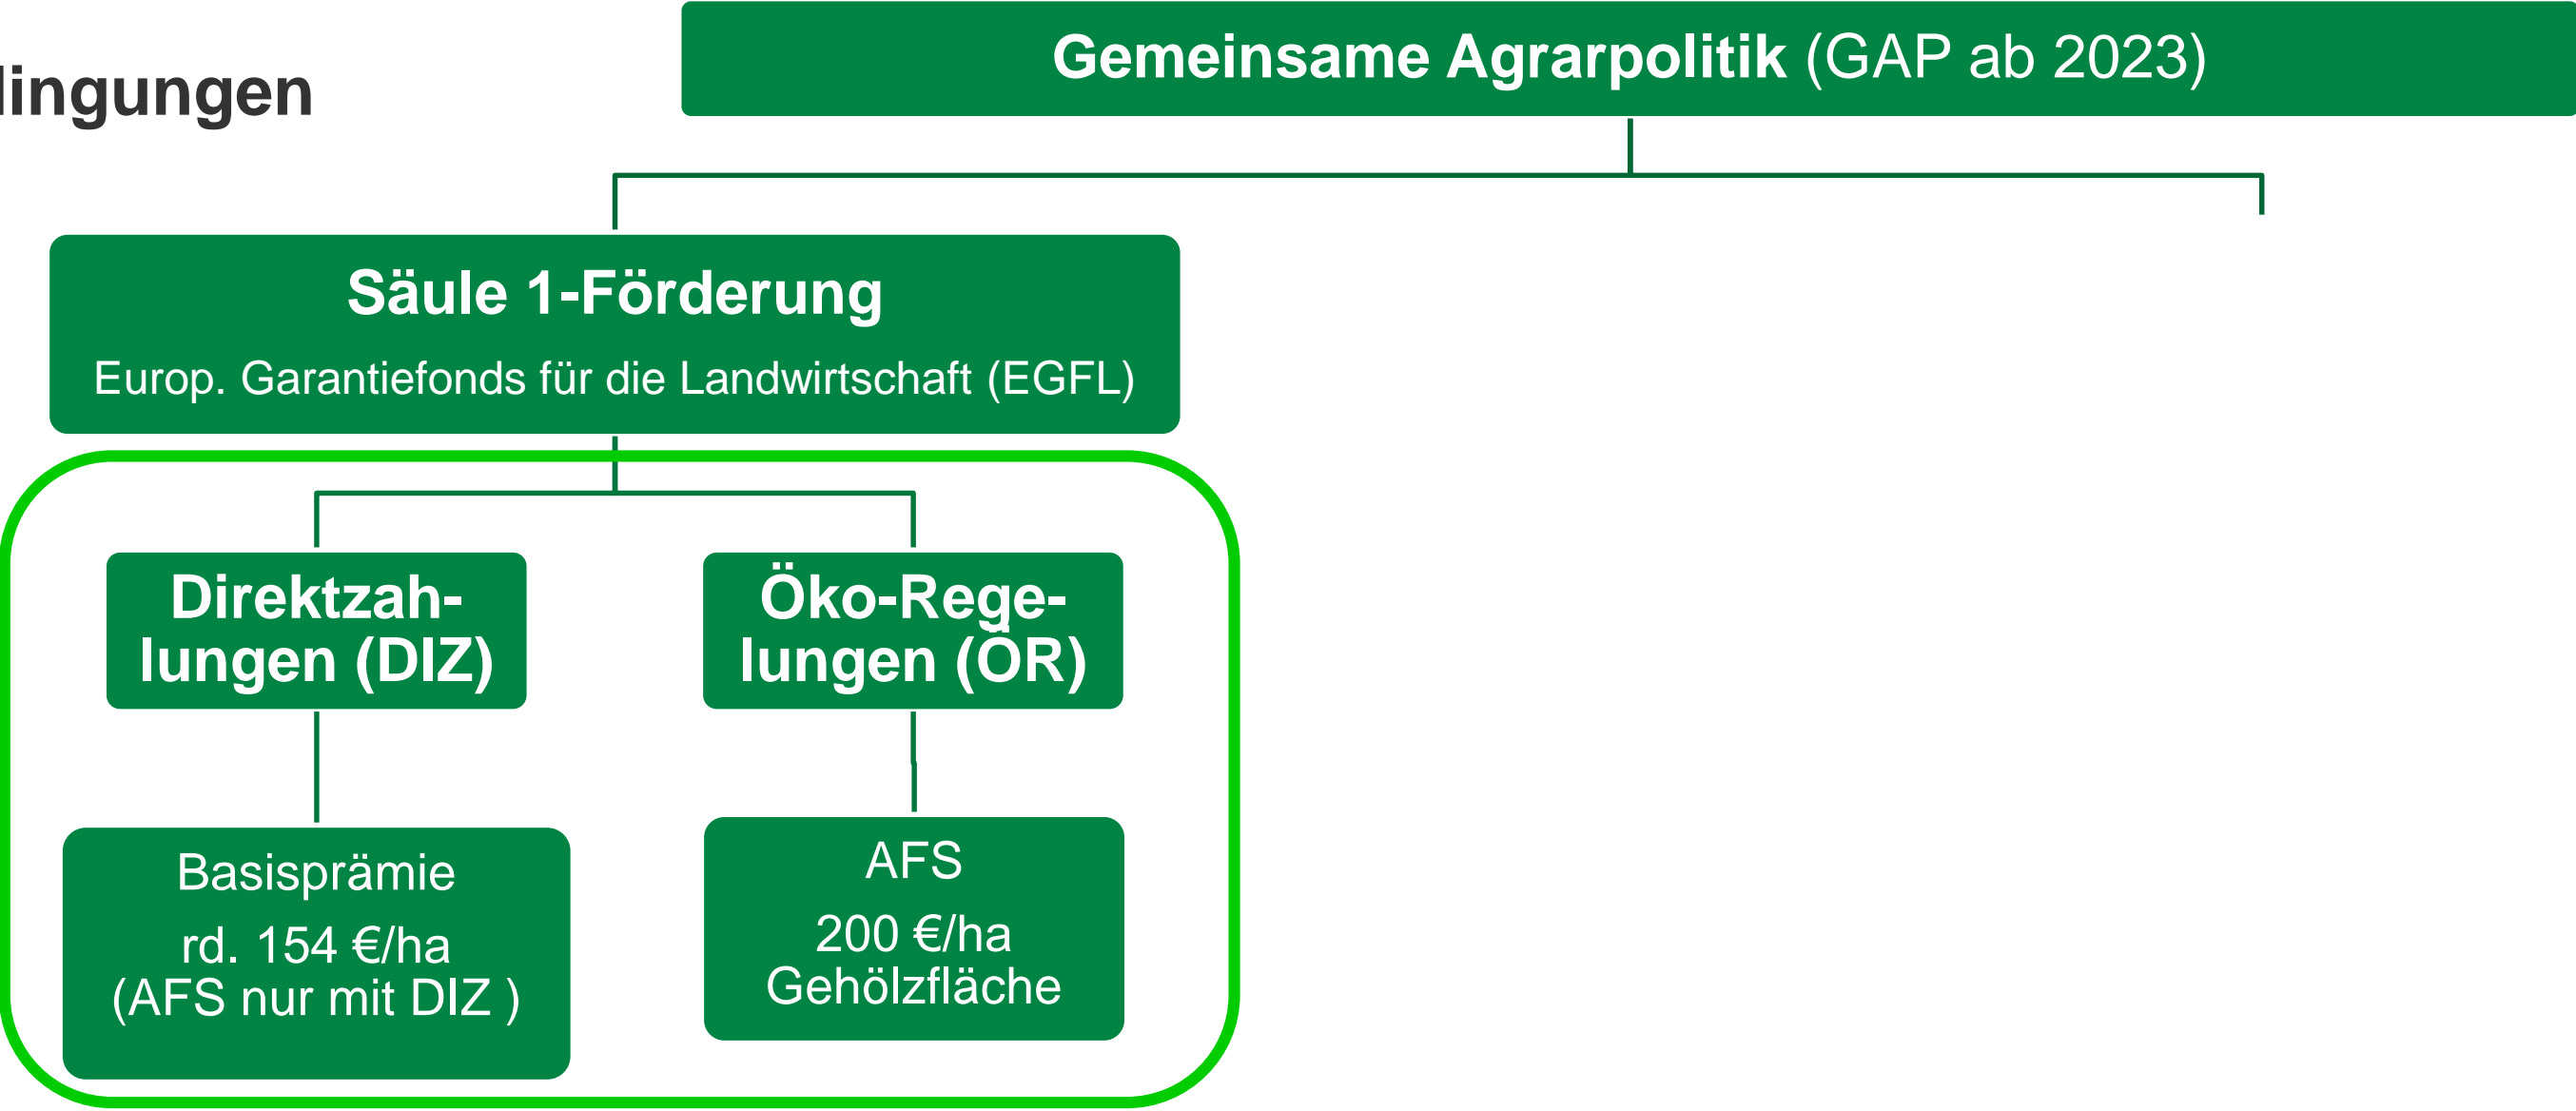 lingungen
Gemeinsame Agrarpolitik (GAP ab 2023)
Säule 1-Förderung
Europ. Garantiefonds für die Landwirtschaft (EGFL)
Direktzah-
lungen (DIZ)
Öko-Rege-
lungen (ÖR)
Basisprämie
rd. 154 €/ha
(AFS nur mit DIZ )
AFS
200 €/ha
Gehölzfläche